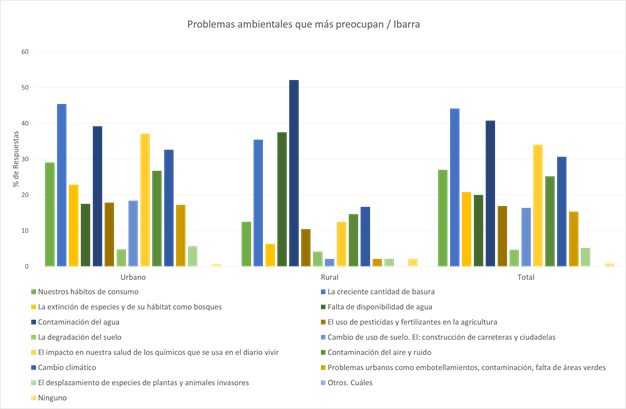 Problemas ambientales que más preocupan / Ibarra
60
50
40
30
20
10
0
% de Respuestas
Urbano Rural Total
Nuestros hábitos de consumo La creciente cantidad de basura
La extinción de especies y de su hábitat como bosques Falta de disponibilidad de agua
Contaminación del agua El uso de pesticidas y fertilizantes en la agricultura
La degradación del suelo Cambio de uso de suelo. El: construcción de carreteras y ciudadelas
El impacto en nuestra salud de los químicos que se usa en el diario vivir Contaminación del aire y ruido
Cambio climático Problemas urbanos como embotellamientos, contaminación, falta de áreas verdes
El desplazamiento de especies de plantas y animales invasores Otros. Cuáles
Ninguno